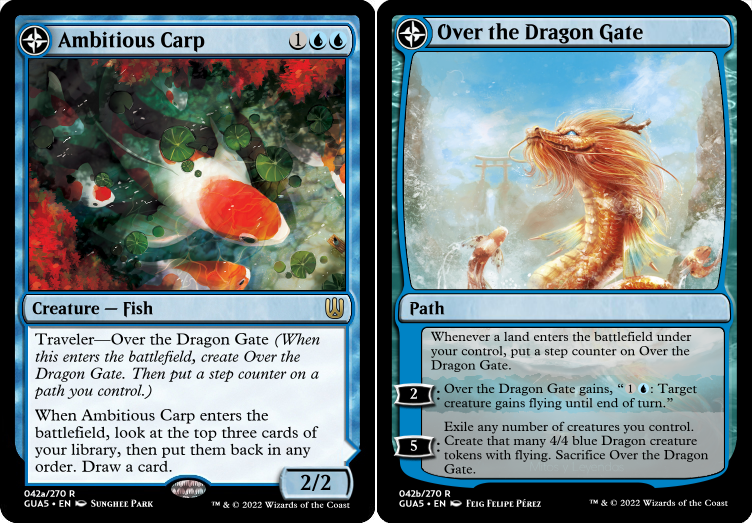 Ambitious Carp 1
Creature — Fish
Traveler—Over the Dragon Gate (When
this enters the battlefield, create Over the
Dragon Gate. Then put a step counter on a
path you control.)
When Ambitious Carp enters the
battlefield, look at the top three cards of
your library, then put them back in any
order. Draw a card.
2/2
042a/270 R
GUA5 • EN Sunghee Park
™ & © 2022 Wizards of the Coast
Over the Dragon Gate
Path
Whenever a land enters the battlefield under
your control, put a step counter on Over the
Dragon Gate.
2 : Over the Dragon Gate gains, “ 1 : Target
creature gains flying until end of turn.”
Exile any number of creatures you control.
5 : Create that many 4/4 blue Dragon creature
tokens with flying. Sacrifice Over the Dragon
Gate.
042b/270 R
GUA5 • EN Feig Felipe Pérez
™ & © 2022 Wizards of the Coast